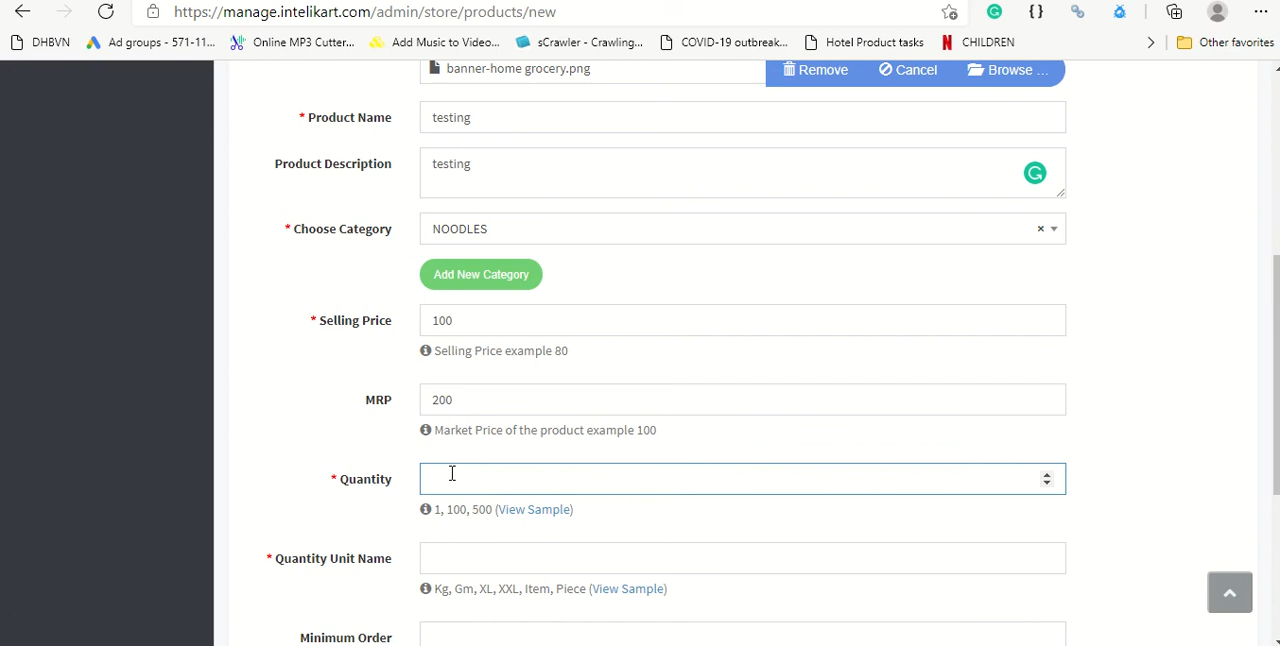 https://manage.intelikart.com/admin/store/products/new
DHBVN
Ad groups - 571-11...
Online MP3 Cutter...
Add Music to Video...
sCrawler - Crawling...
COVID-19 outbreak...
Hotel Product tasks
CHILDREN
Other favorites
banner-home grocery.png
Remove
Cancel
Browse ...
* Product Name
testing
Product Description
testing
* Choose Category
NOODLES
Add New Category
* Selling Price
100
Selling Price example 80
MRP
200
Market Price of the product example 100
* Quantity
1, 100, 500 (View Sample)
* Quantity Unit Name
Kg, Gm, XL, XXL, Item, Piece (View Sample)
Minimum Order